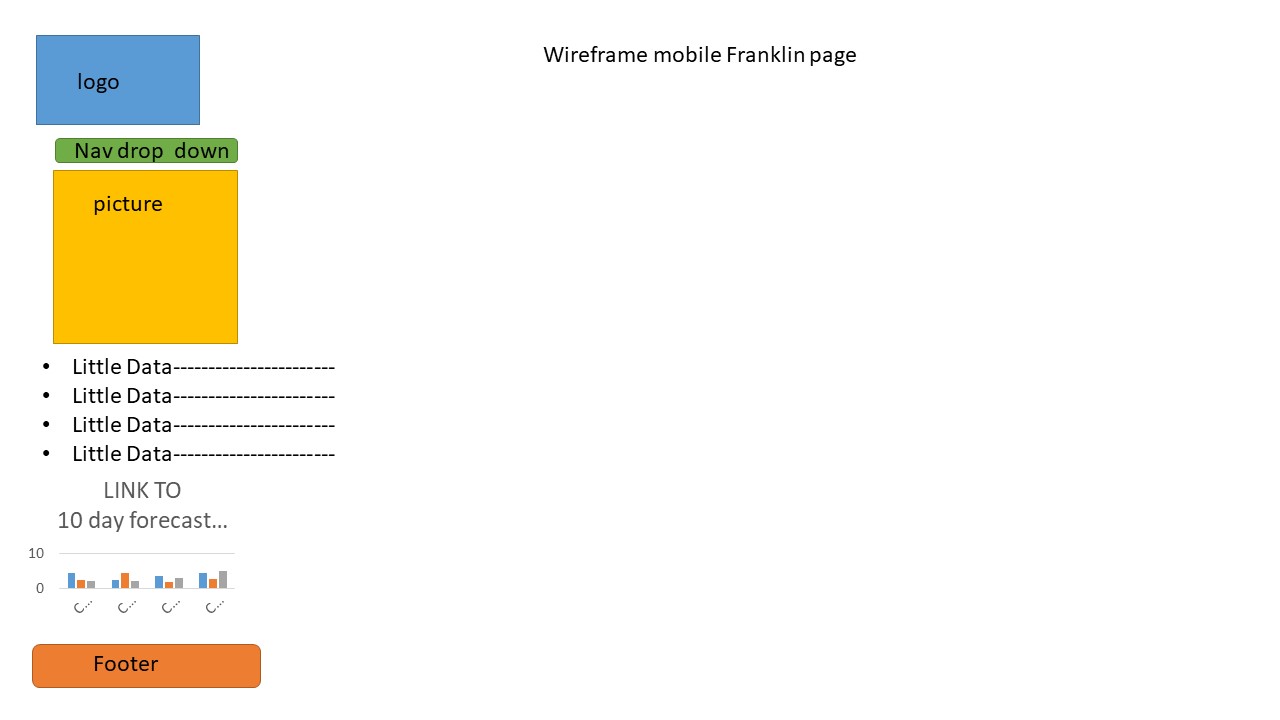 Wireframe mobile Franklin page
logo
Nav drop  down
picture
• Little Data-----------------------
• Little Data-----------------------
• Little Data-----------------------
• Little Data-----------------------
LINK TO
10 day forecast...
10
0
C... C... C... C...
Footer